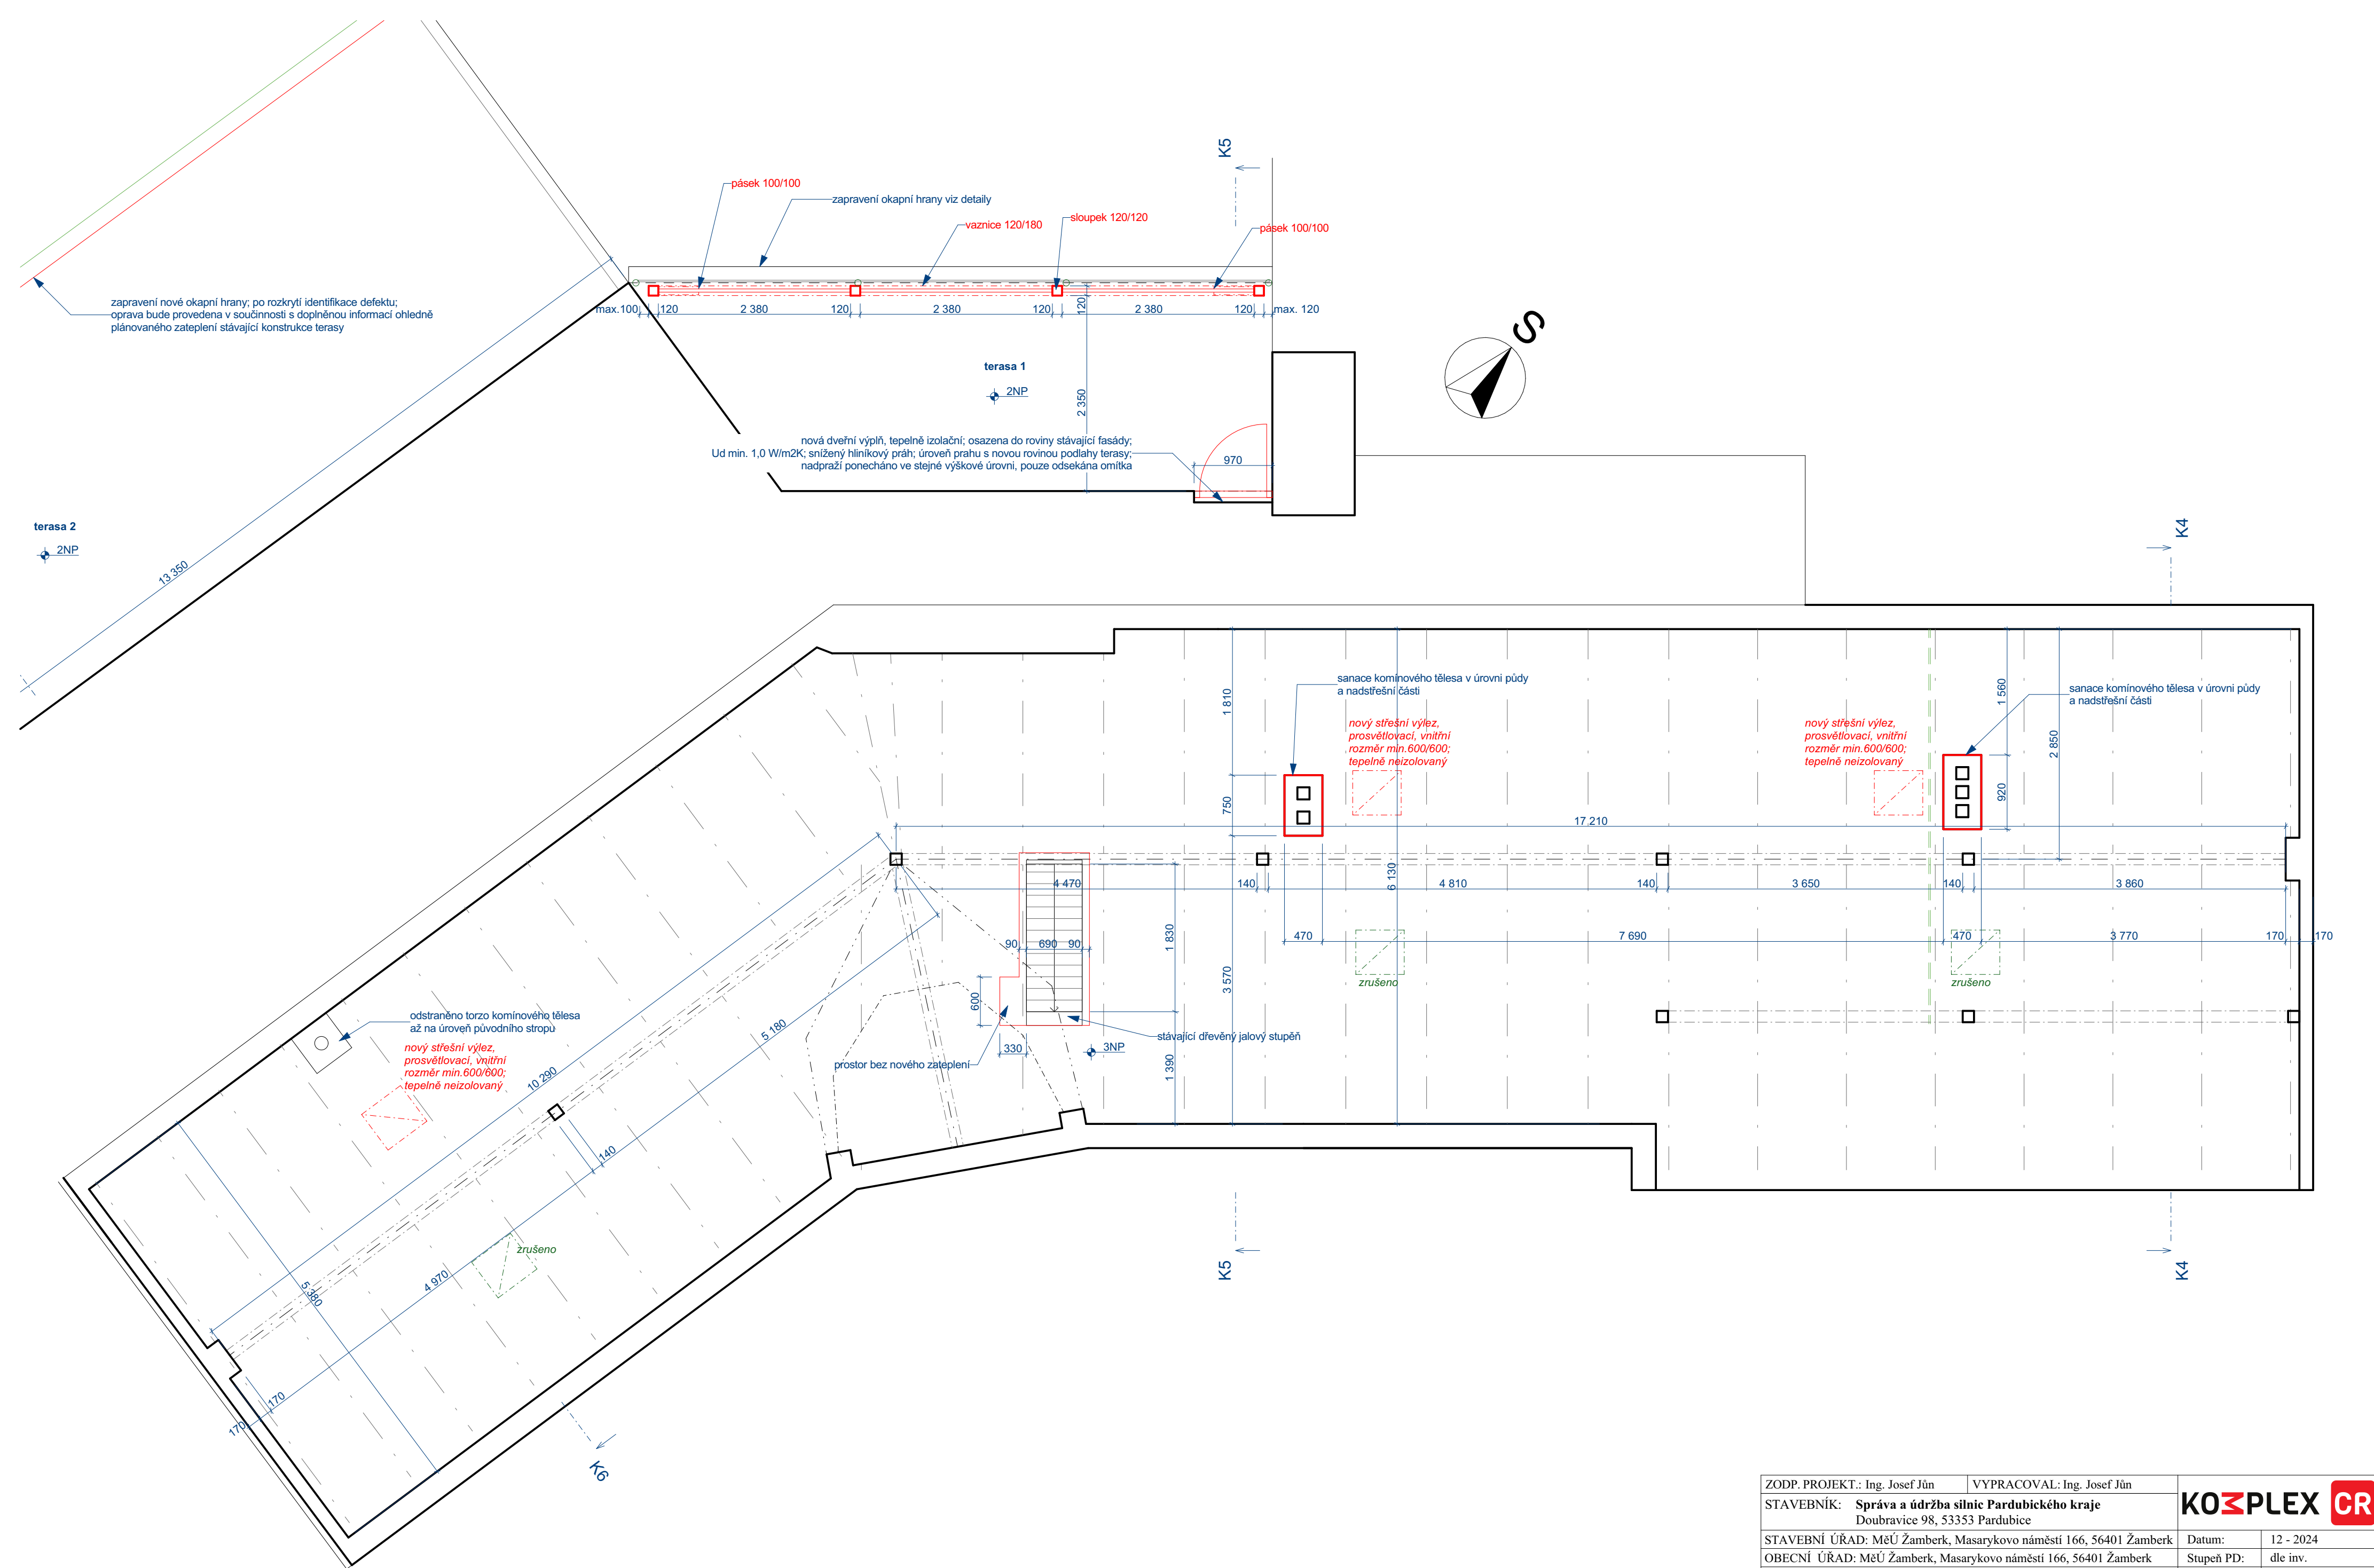 K5
pásek 100/100
zapravení okapní hrany viz detaily
sloupek 120/120
vaznice 120/180
pásek 100/100
zapravení nové okapní hrany; po rozkrytí identifikace defektu;
oprava bude provedena v součinnosti s doplněnou informací ohledně
plánovaného zateplení stávající konstrukce terasy
max.100 120 2 380 120 2 380 120 2 380 120 max. 120
120
S
terasa 1
2NP
2 350
nová dveřní výplň, tepelně izolační; osazena do roviny stávající fasády;
Ud min. 1,0 W/m2K; snížený hliníkový práh; úroveň prahu s novou rovinou podlahy terasy;
nadpraží ponecháno ve stejné výškové úrovni, pouze odsekána omítka
970
terasa 2
2NP
13 350
K4
sanace komínového tělesa v úrovni půdy
a nadstřešní části
sanace komínového tělesa v úrovni půdy
a nadstřešní části
1 810
1 560
2 850
nový střešní výlez,
prosvětlovací, vnitřní
rozměr min.600/600;
tepelně neizolovaný
nový střešní výlez,
prosvětlovací, vnitřní
rozměr min.600/600;
tepelně neizolovaný
750
920
17 210
6 130
4 470 140 4 810 140 3 650 140 3 860
90 690 90
1 830
470 7 690 470 3 770 170 170
3 570
zrušeno
zrušeno
600
odstraněno torzo komínového tělesa
až na úroveň původního stropu
nový střešní výlez,
prosvětlovací, vnitřní
rozměr min.600/600;
tepelně neizolovaný
5 180
stávající dřevěný jalový stupěň
330
3NP
prostor bez nového zateplení
1 390
10 290
140
zrušeno
4 970
5 380
170
170
K6
K5
K4
ZODP. PROJEKT.: Ing. Josef Jůn VYPRACOVAL: Ing. Josef Jůn
KOMPLEX CR
STAVEBNÍK: Správa a údržba silnic Pardubického kraje
Doubravice 98, 53353 Pardubice
STAVEBNÍ ÚŘAD: MěÚ Žamberk, Masarykovo náměstí 166, 56401 Žamberk Datum: 12 - 2024
OBECNÍ ÚŘAD: MěÚ Žamberk, Masarykovo náměstí 166, 56401 Žamberk Stupeň PD: dle inv.